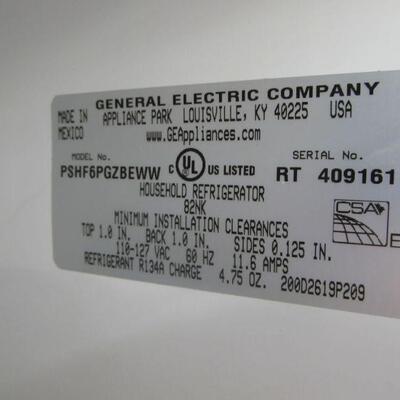 GENERAL ELECTRIC COMPANY
MADE IN MEXICO
APPLIANCE PARK LOUISVILLE, KY 40225 USA
www.GEAppliances.com
MODEL No.
PSHF6PGZBEWW
UL US LISTED
SERIAL No.
RT 409161
HOUSEHOLD REFRIGERATOR
82NK
CSA
MINIMUM INSTALLATION CLEARANCES
TOP 1.0 IN. BACK 1.0 IN. SIDES 0.125 IN.
110-127 VAC 60 HZ 11.6 AMPS
REFRIGERANT R134A CHARGE 4.75 OZ. 200D2619P209